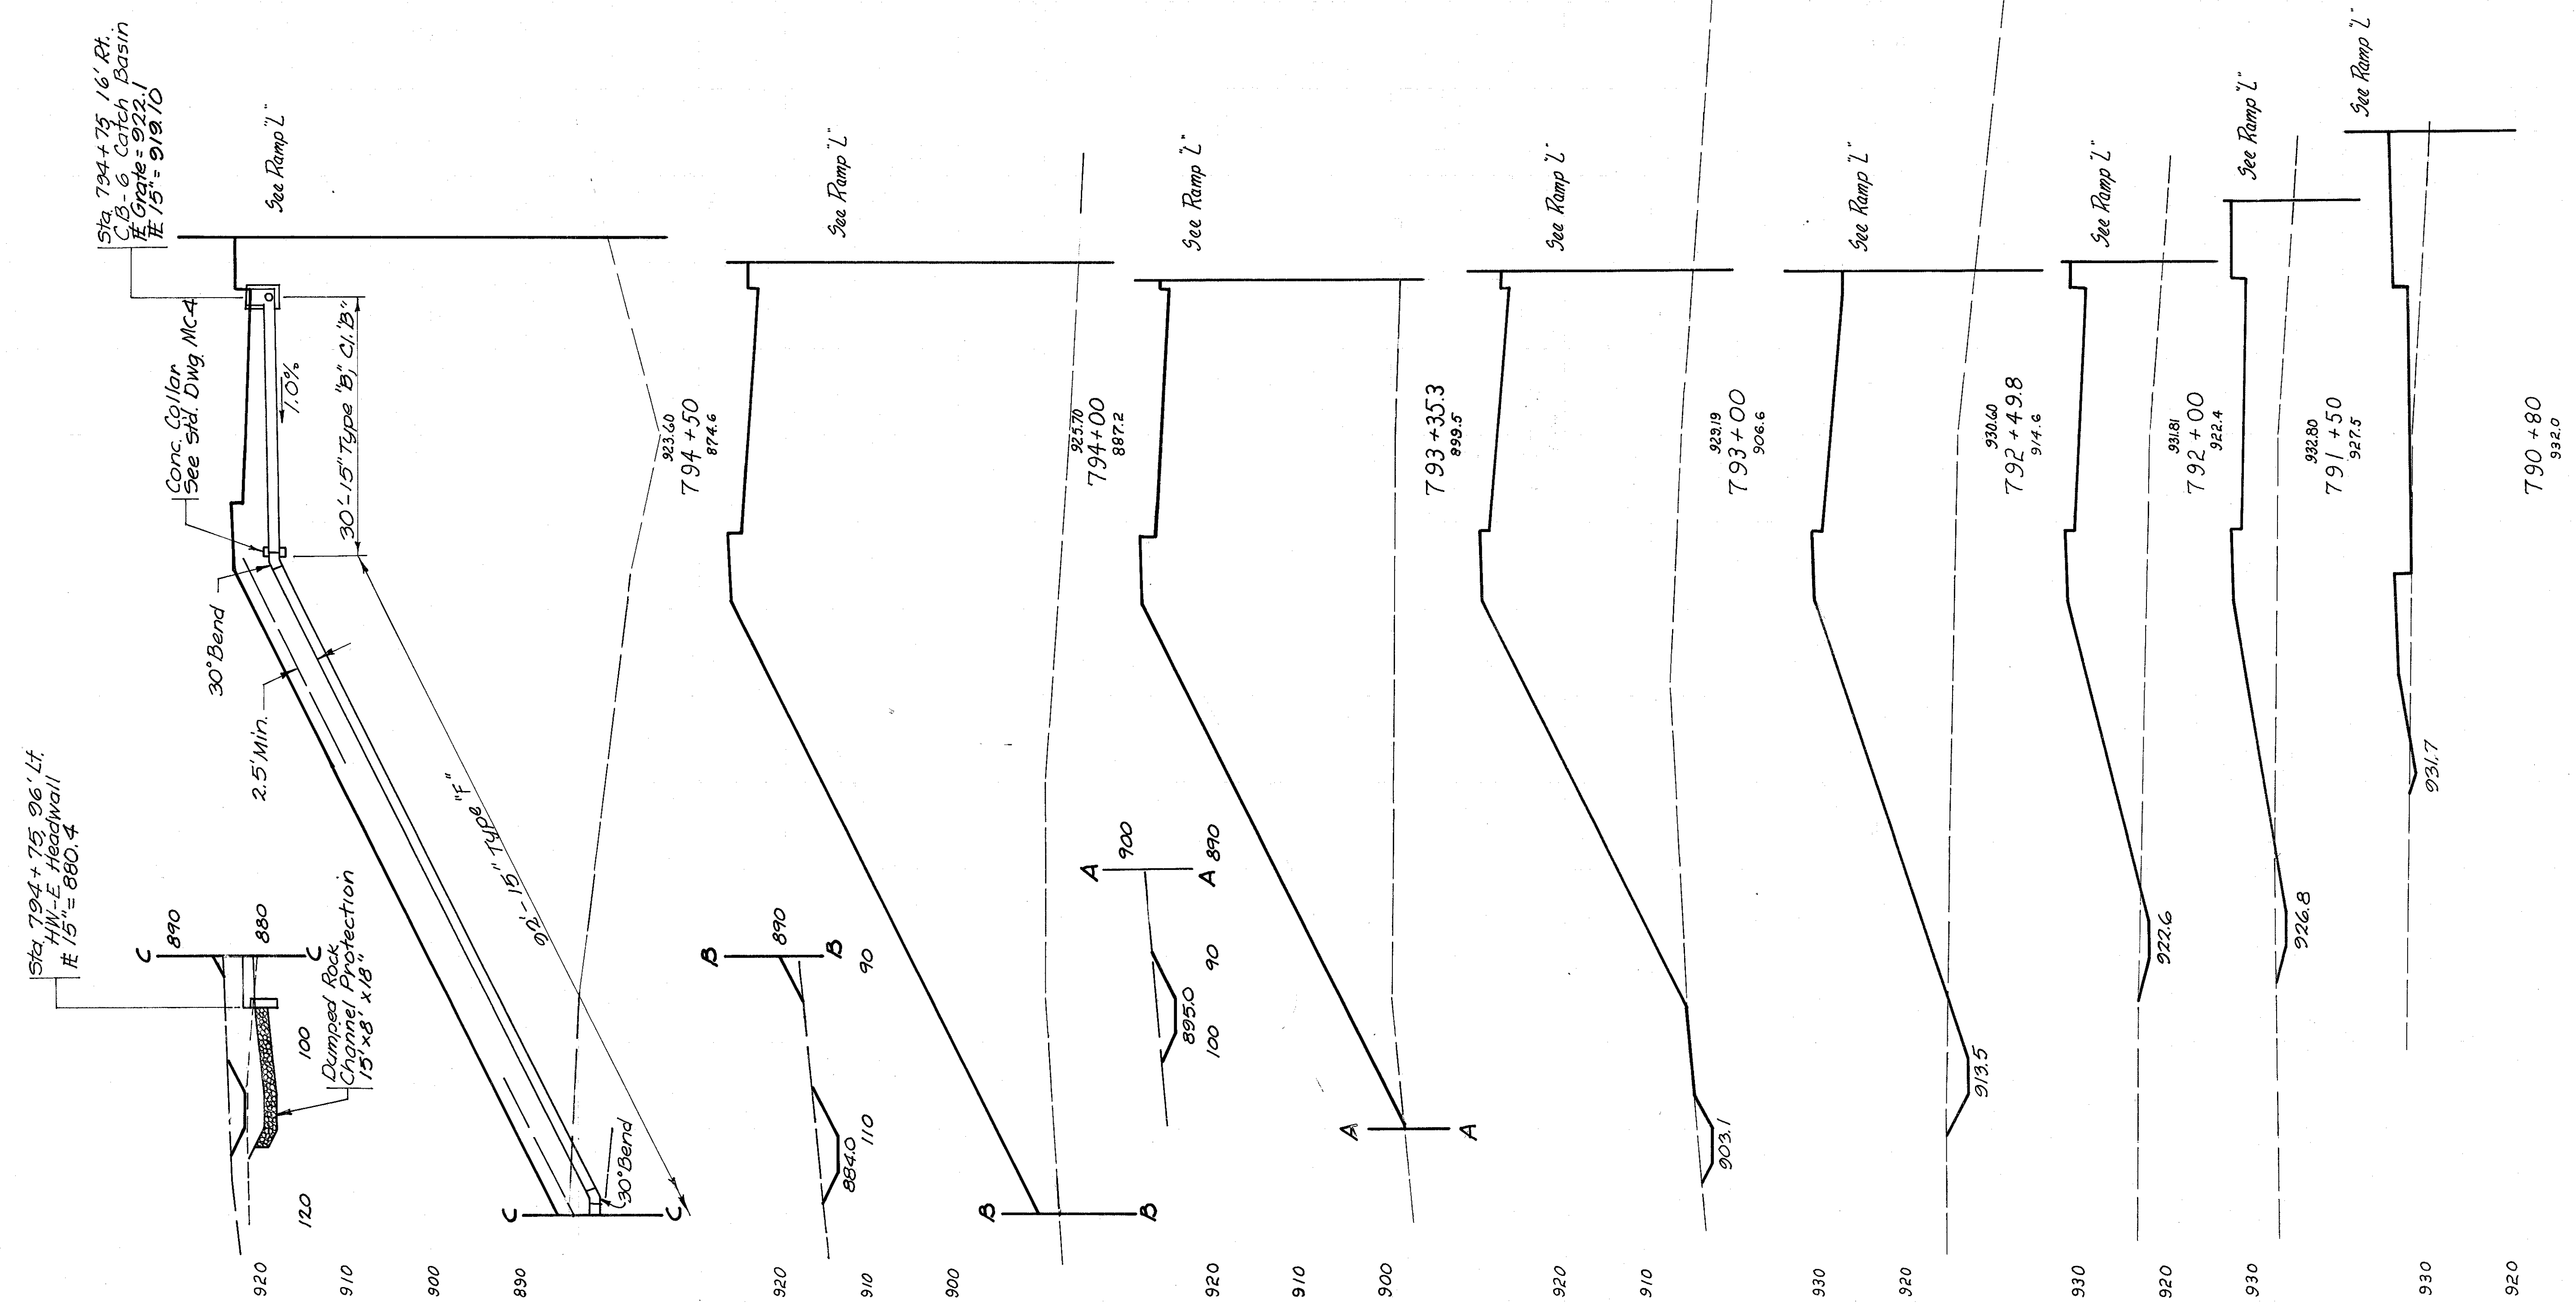 Sta. 794+75 16' Rt.
CB-6 Catch Basin
Grate = 922.1
15" = 919.10
See Ramp "L"
Conc. Collar
See Std. Dwg. MC-4
1.0%
30'-15" Type "B", Cl. "B"
30° Bend
2.5' Min.
92'-15" TYPE "F"
30° Bend
C
C
Sta. 794+75, 96' Lt.
HW-E Headwall
15" = 880.4
C
890
880
C
100
120
Dumped Rock
Channel Protection
15' x 8' x 18"
923.60
794 +50
874.6
920
910
900
890
See Ramp "L"
925.70
794+00
887.2
B
890
B
90
110
884.0
B
B
920
910
900
See Ramp "L"
793+35.3
899.5
A
900
890
A
90
100
895.0
A
A
920
910
900
See Ramp "L"
929.19
793+00
906.6
903.1
920
910
See Ramp "L"
930.60
792+49.8
914.6
913.5
930
920
See Ramp "L"
931.81
792+00
922.4
922.6
930
920
See Ramp "L"
932.80
791+50
927.5
926.8
930
See Ramp "L"
790+80
932.0
931.7
930
920